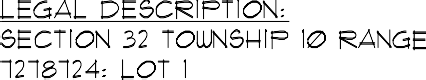 LEGAL DESCRIPTION:
SECTION 32 TOWNSHIP 10 RANGE
7278724: LOT 1